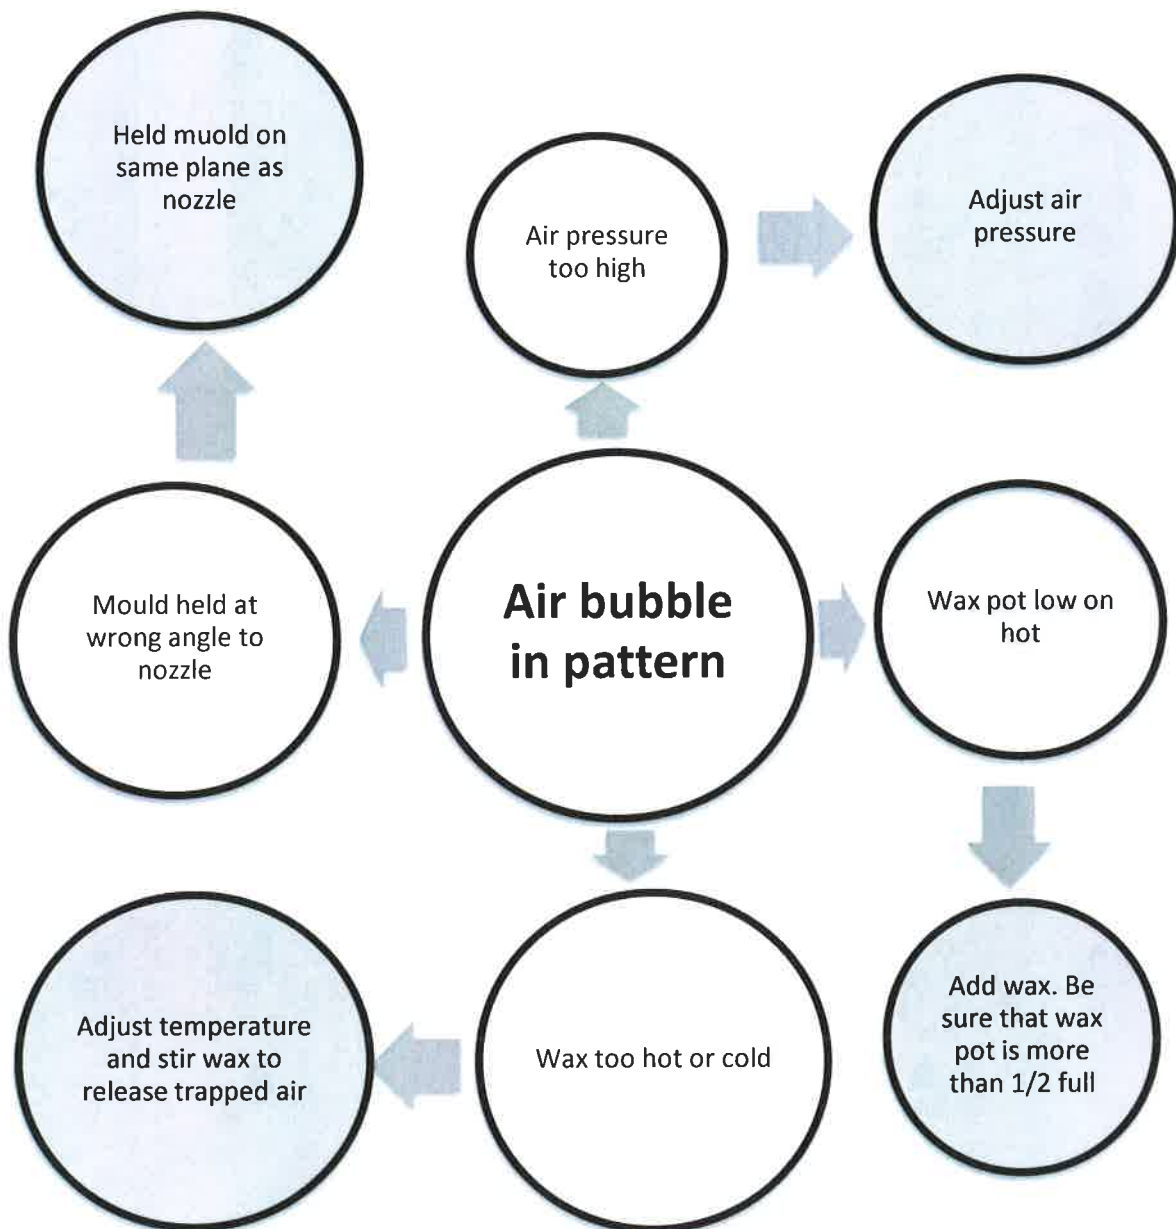 Held muold on
same plane as
nozzle
Air pressure
too high
Adjust air
pressure
Mould held at
wrong angle to
nozzle
Air bubble
in pattern
Wax pot low on
hot
Adjust temperature
and stir wax to
release trapped air
Wax too hot or cold
Add wax. Be
sure that wax
pot is more
than 1/2 full